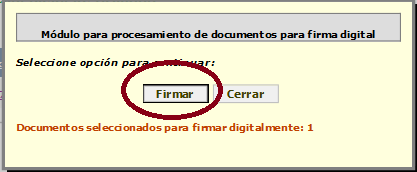 Módulo para procesamiento de documentos para firma digital
Seleccione opción para continuar:
Firmar Cerrar
Documentos seleccionados para firmar digitalmente: 1